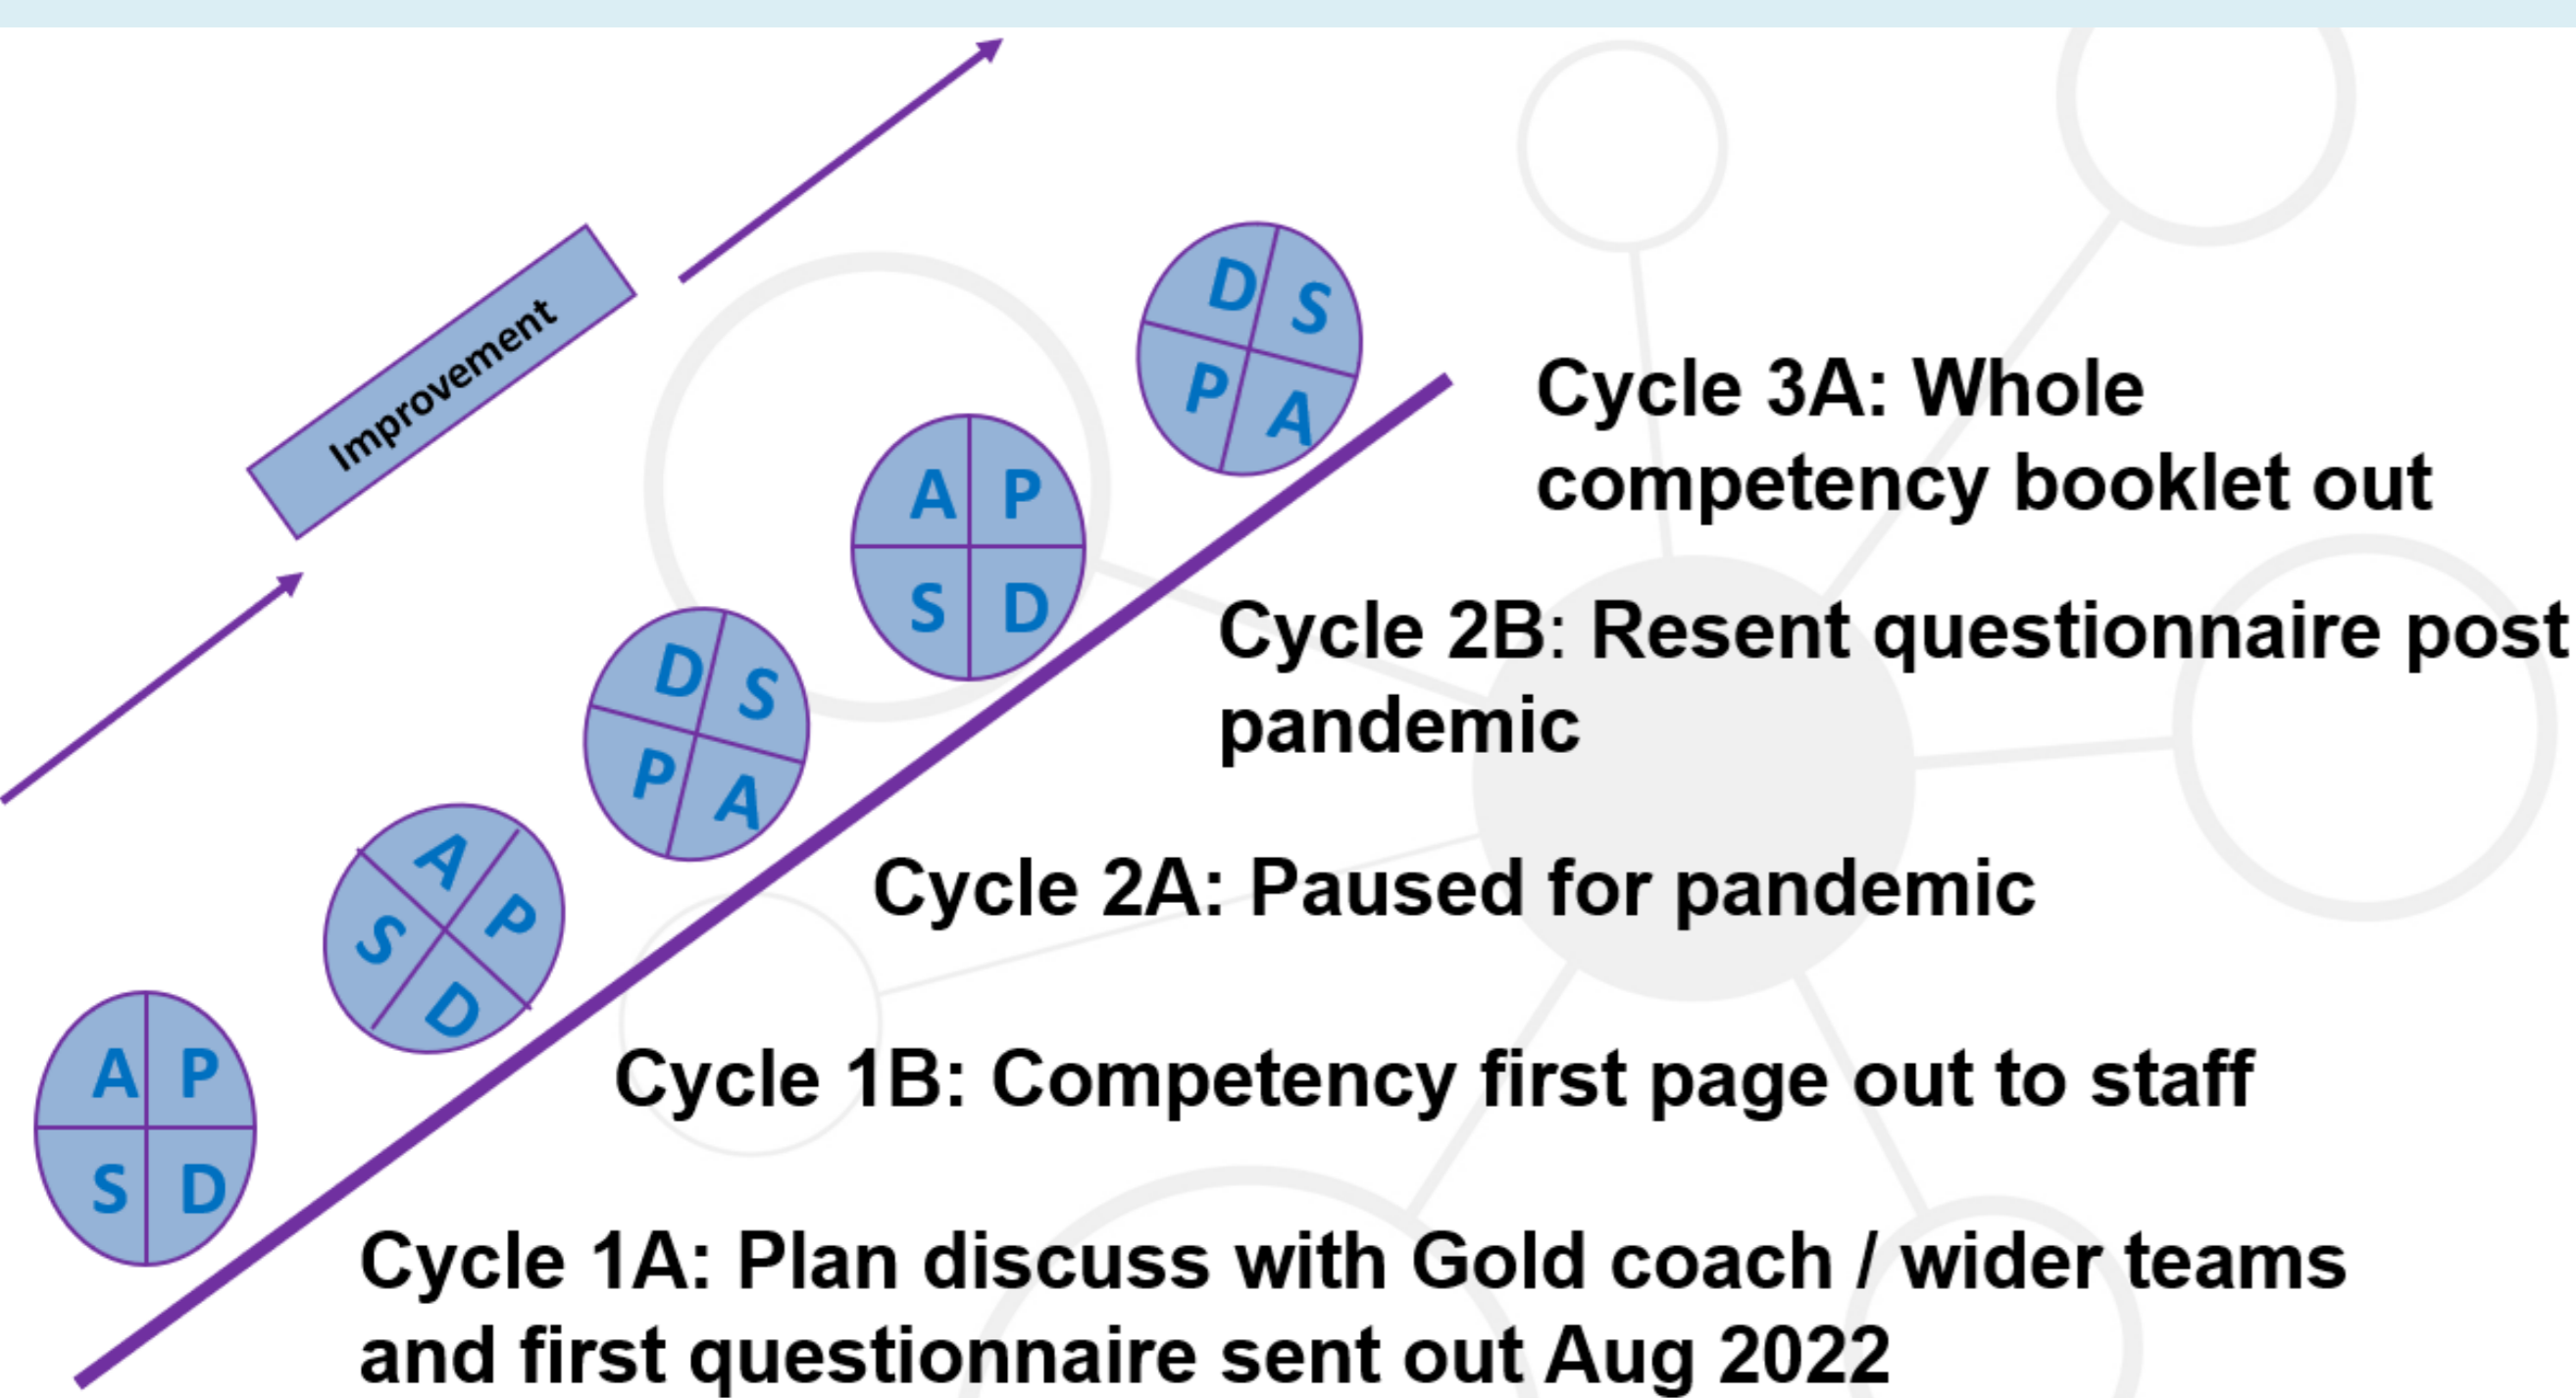 Improvement
D S
P A
Cycle 3A: Whole
competency booklet out
A P
S D
Cycle 2B: Resent questionnaire post
pandemic
D S
P A
Cycle 2A: Paused for pandemic
A P
S D
Cycle 1B: Competency first page out to staff
A P
S D
Cycle 1A: Plan discuss with Gold coach / wider teams
and first questionnaire sent out Aug 2022